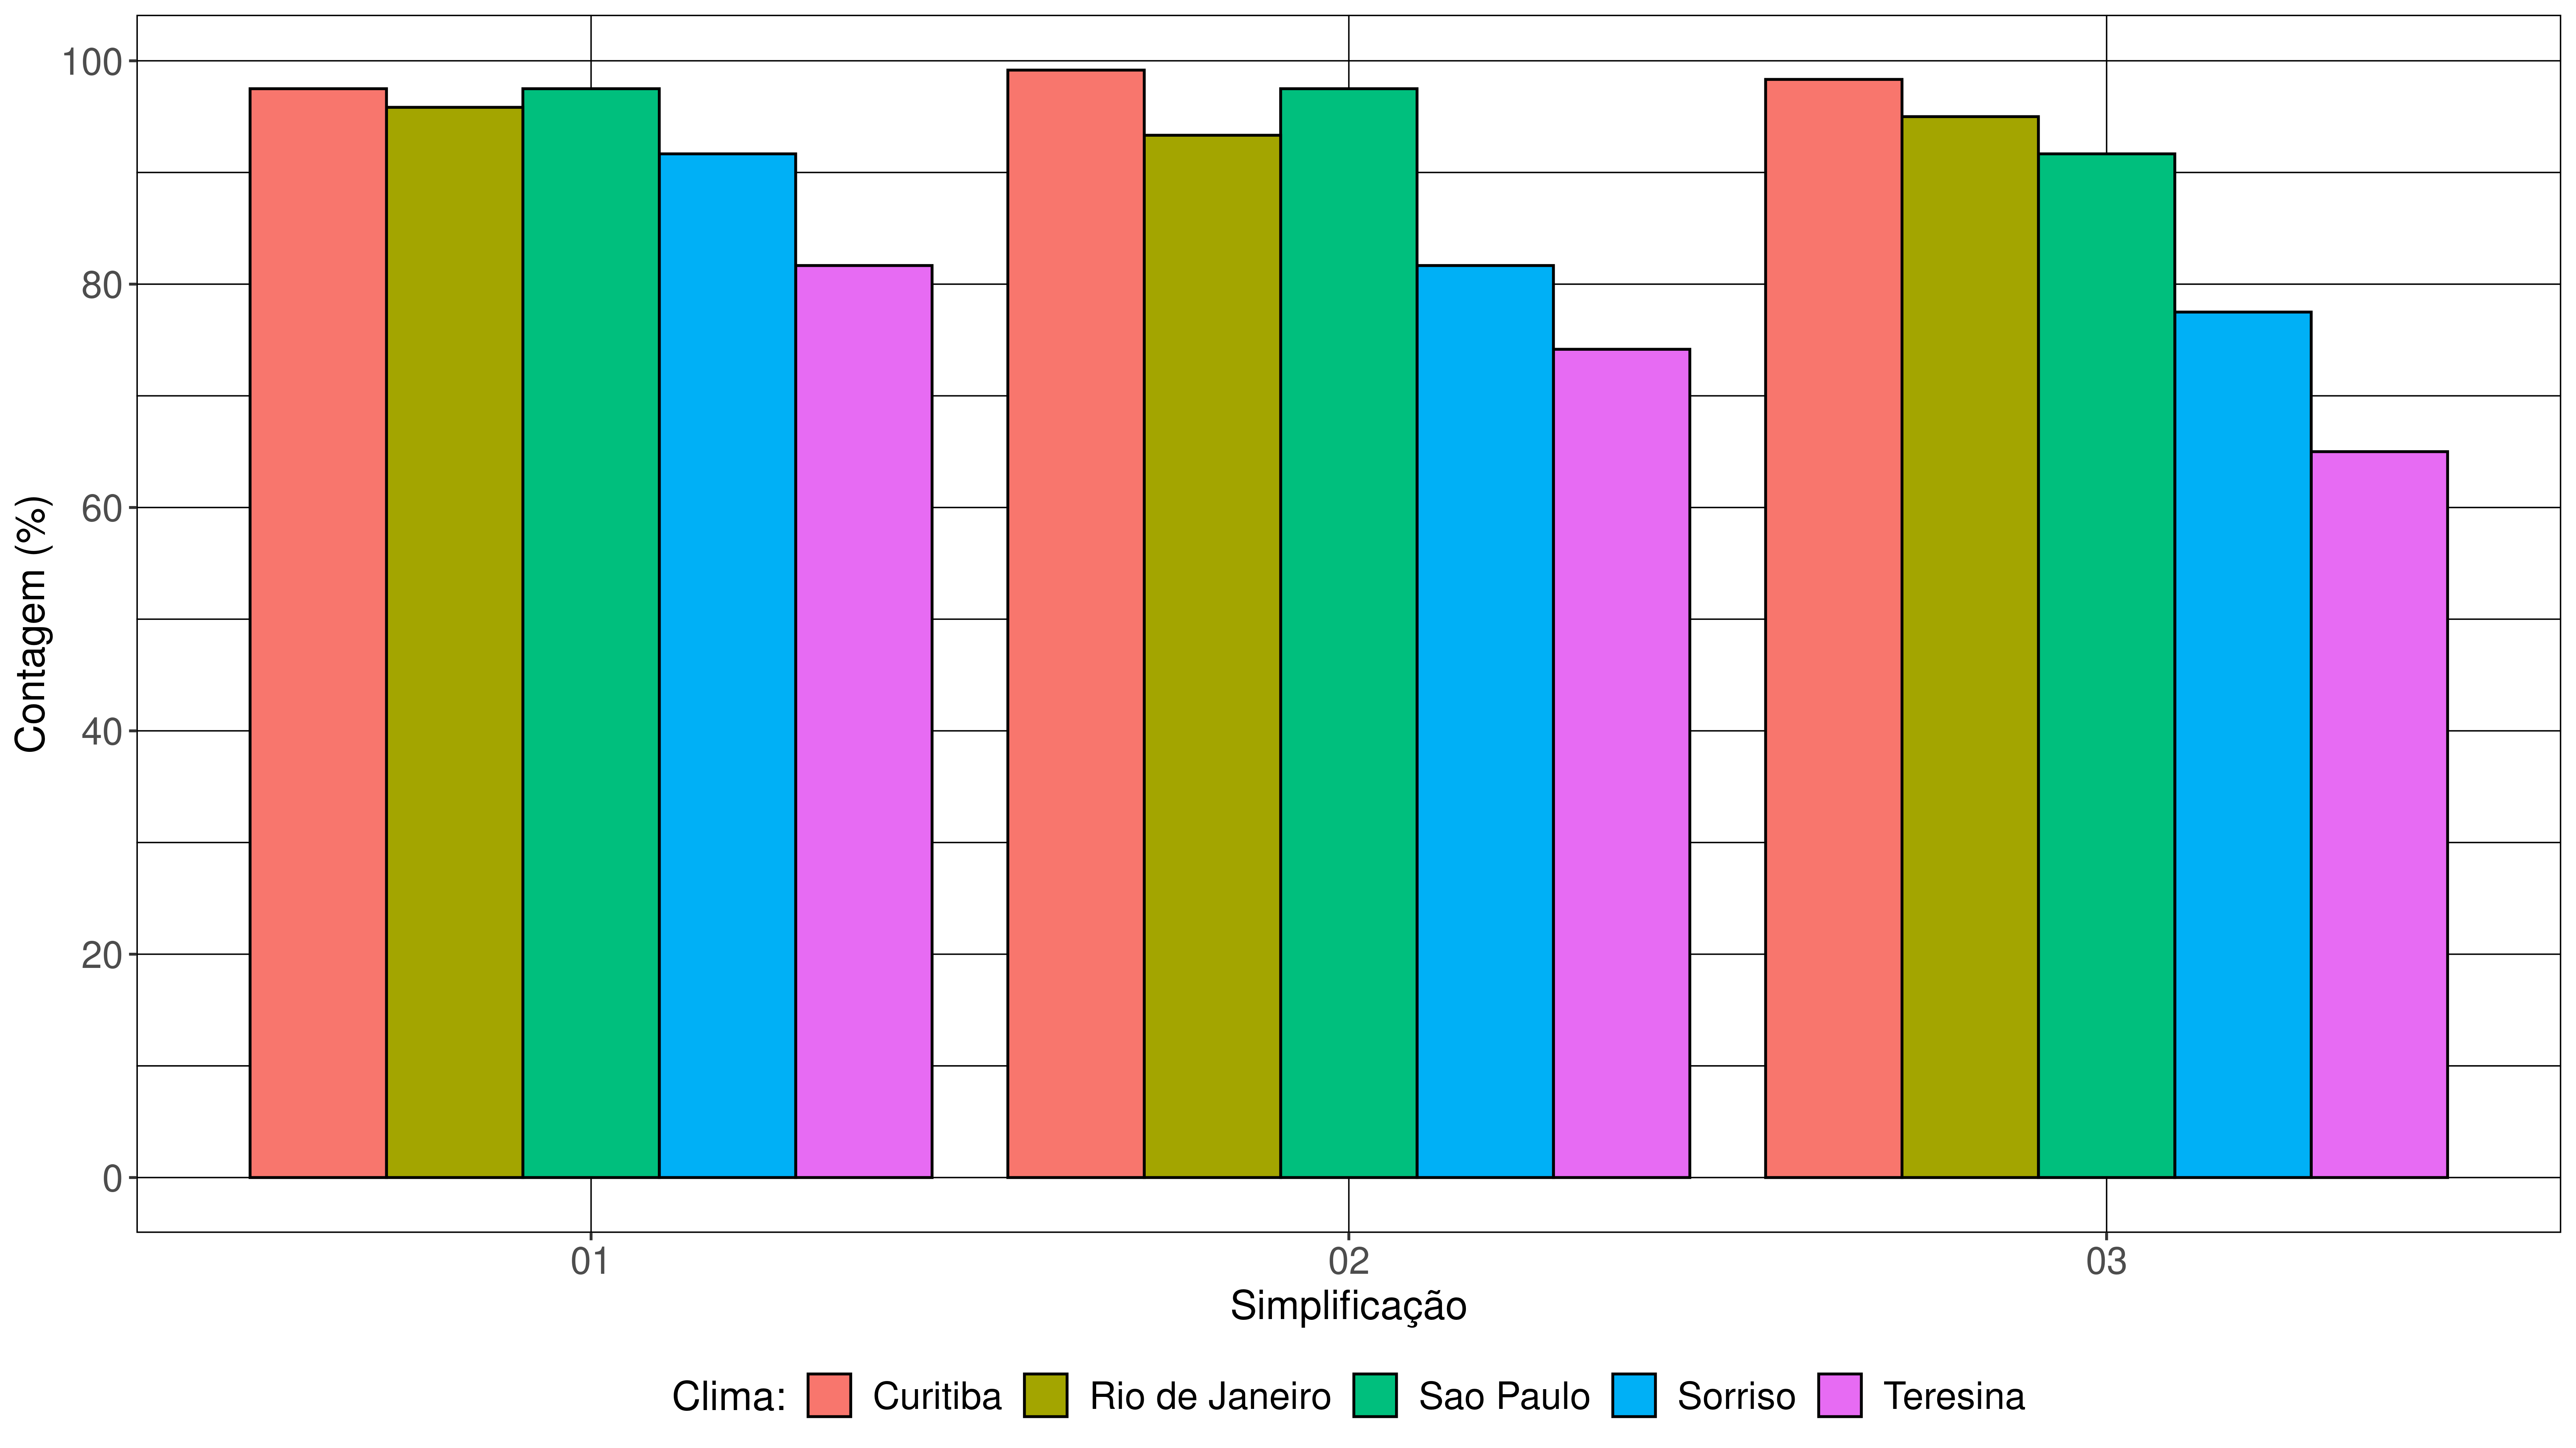 100
80
60
40
20
0
Contagem (%)
01 02 03
Simplificação
Clima: Curitiba Rio de Janeiro Sao Paulo Sorriso Teresina